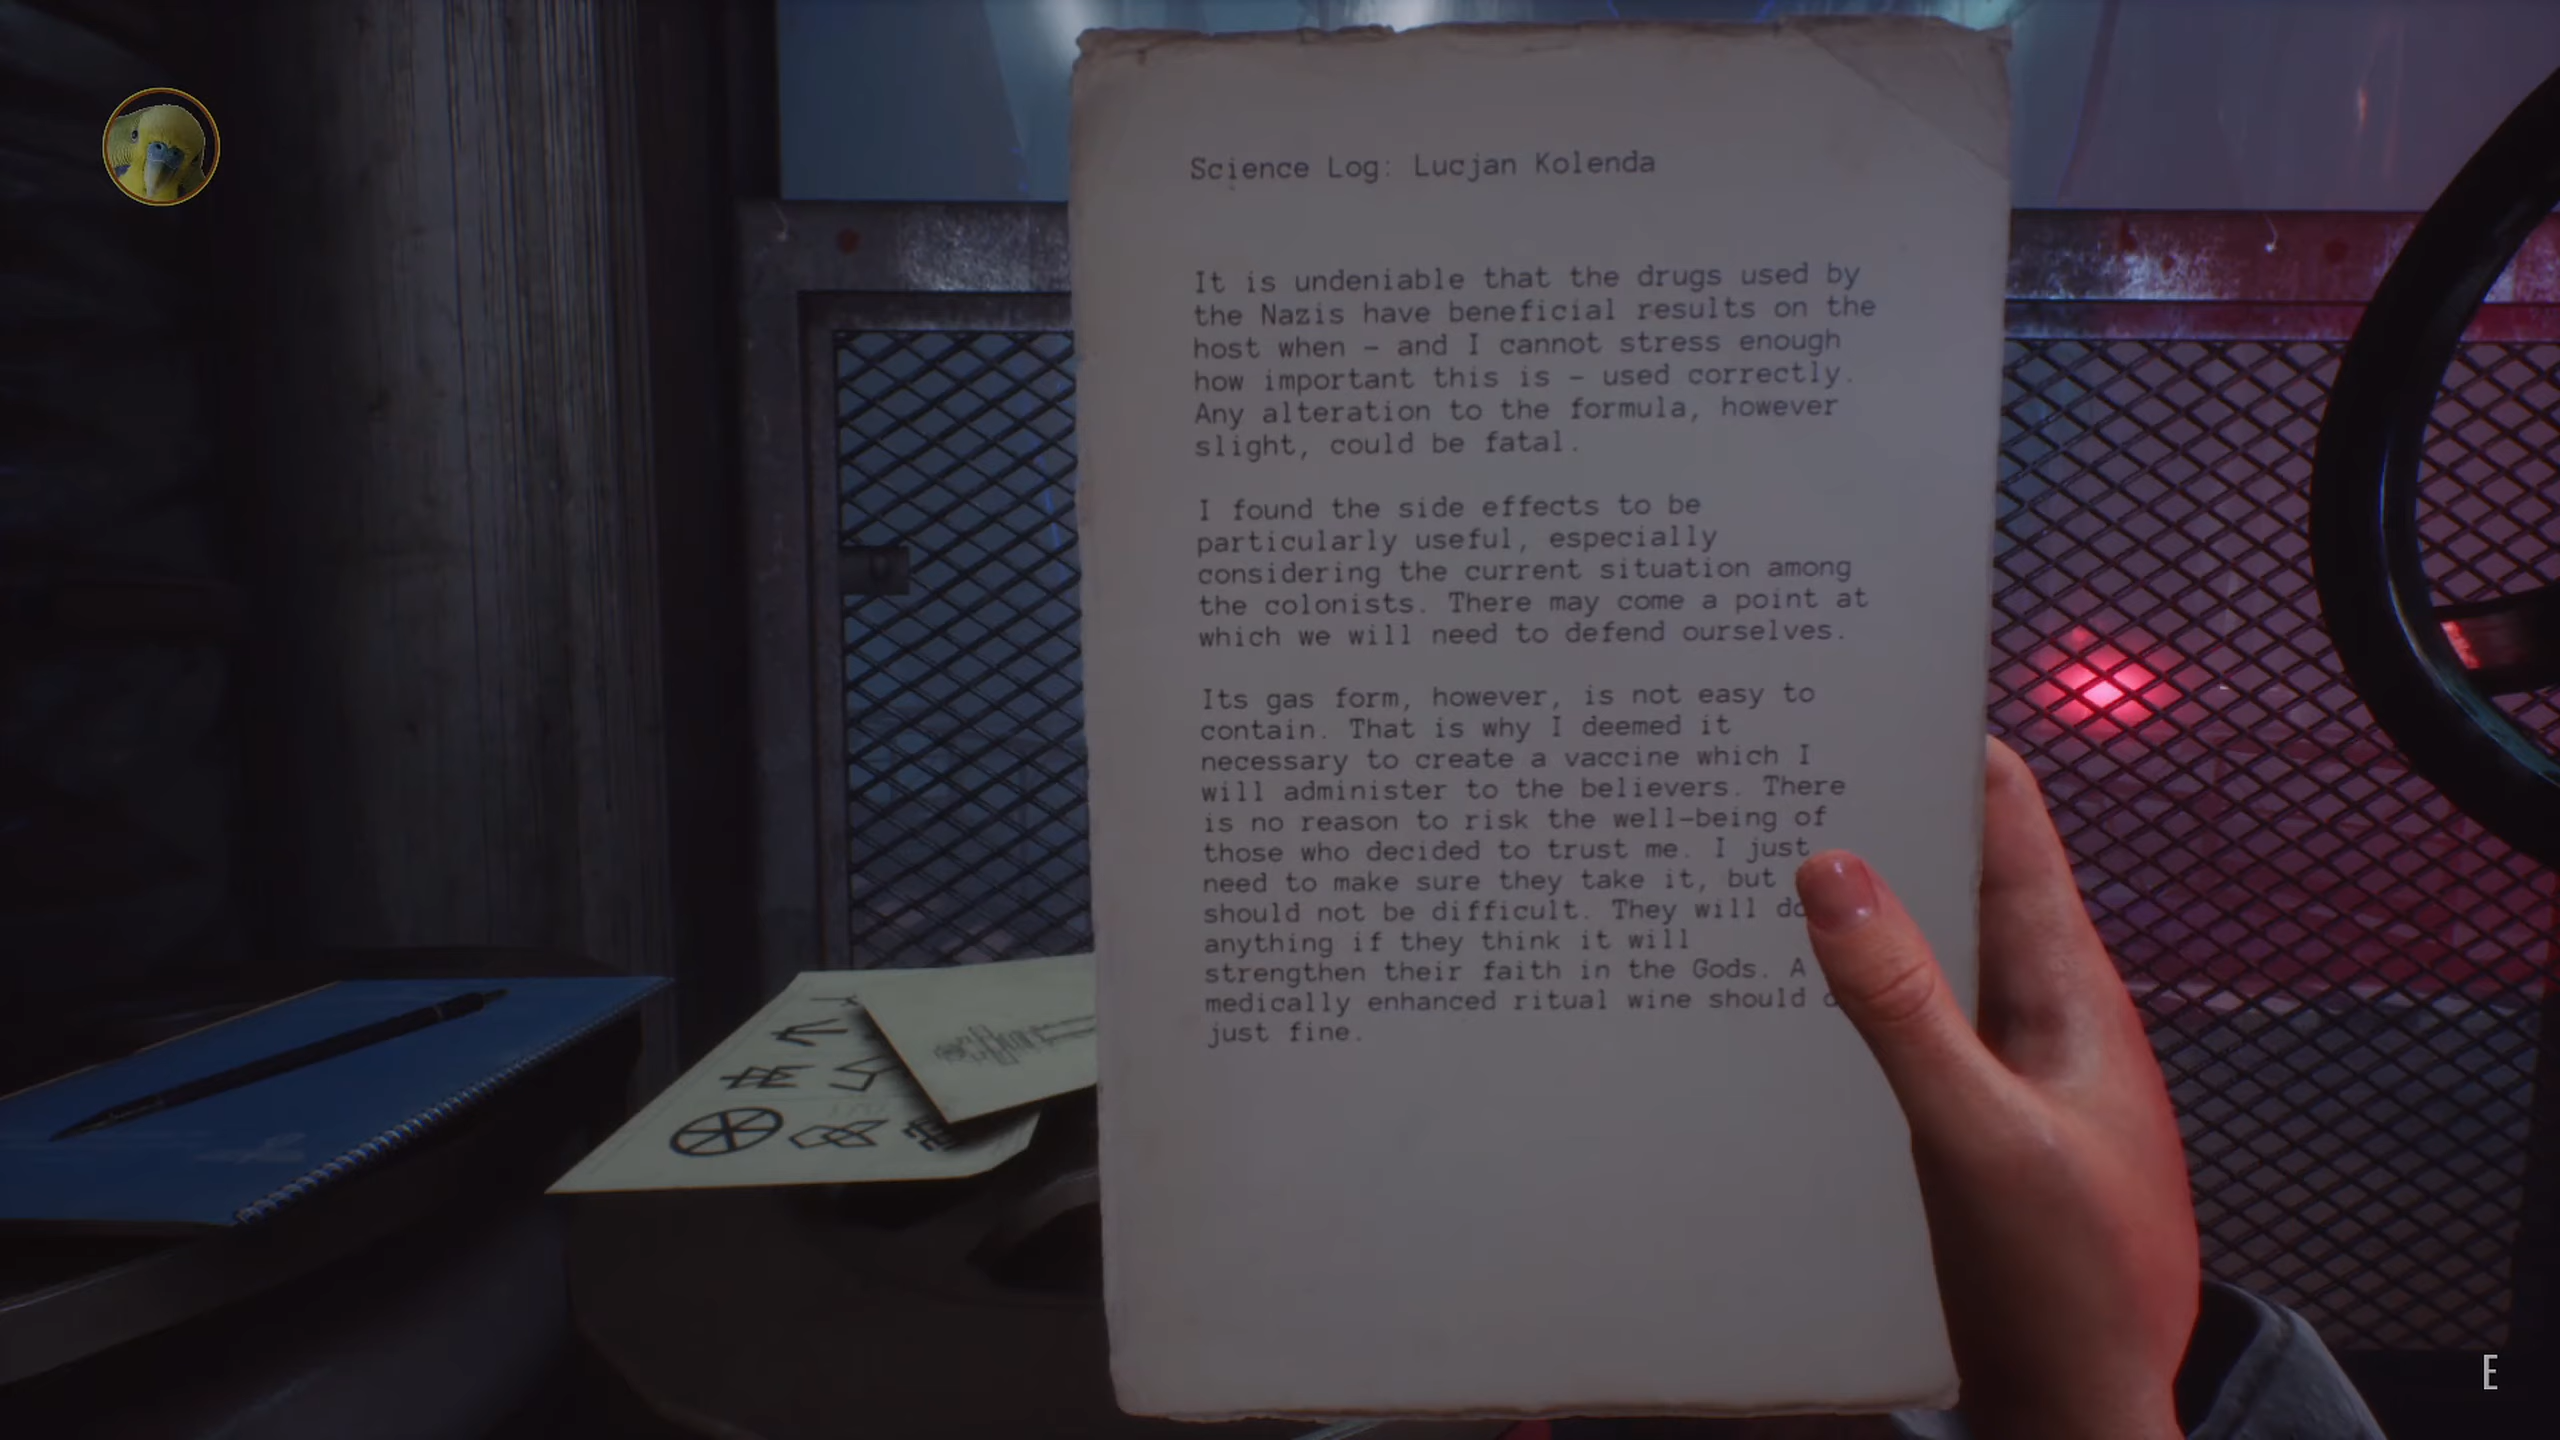 Science Log: Lucjan Kolenda
It is undeniable that the drugs used by
the Nazis have beneficial results on the
host when – and I cannot stress enough
how important this is – used correctly.
Any alteration to the formula, however
slight, could be fatal.
I found the side effects to be
particularly useful, especially
considering the current situation among
the colonists. There may come a point at
which we will need to defend ourselves.
Its gas form, however, is not easy to
contain. That is why I deemed it
necessary to create a vaccine which I
will administer to the believers. There
is no reason to risk the well-being of
those who decided to trust me. I just
need to make sure they take it, but
should not be difficult. They will do
anything if they think it will
strengthen their faith in the Gods. A
medically enhanced ritual wine should
just fine.
E